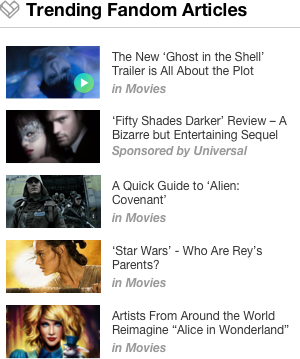 Trending Fandom Articles
The New ‘Ghost in the Shell’
Trailer is All About the Plot
in Movies
‘Fifty Shades Darker’ Review – A
Bizarre but Entertaining Sequel
Sponsored by Universal
A Quick Guide to ‘Alien:
Covenant’
in Movies
‘Star Wars’ - Who Are Rey’s
Parents?
in Movies
Artists From Around the World
Reimagine “Alice in Wonderland”
in Movies